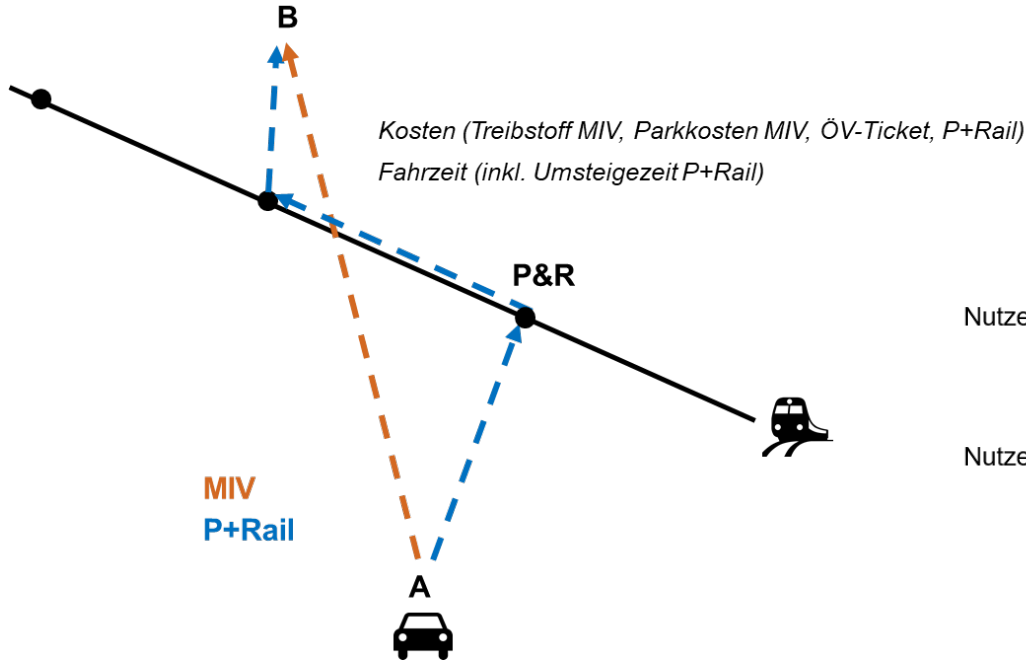 B
Kosten (Treibstoff MIV, Parkkosten MIV, ÖV-Ticket, P+Rail)
Fahrzeit (inkl. Umsteigezeit P+Rail)
P&R
Nutze
Nutze
MIV
P+Rail
A